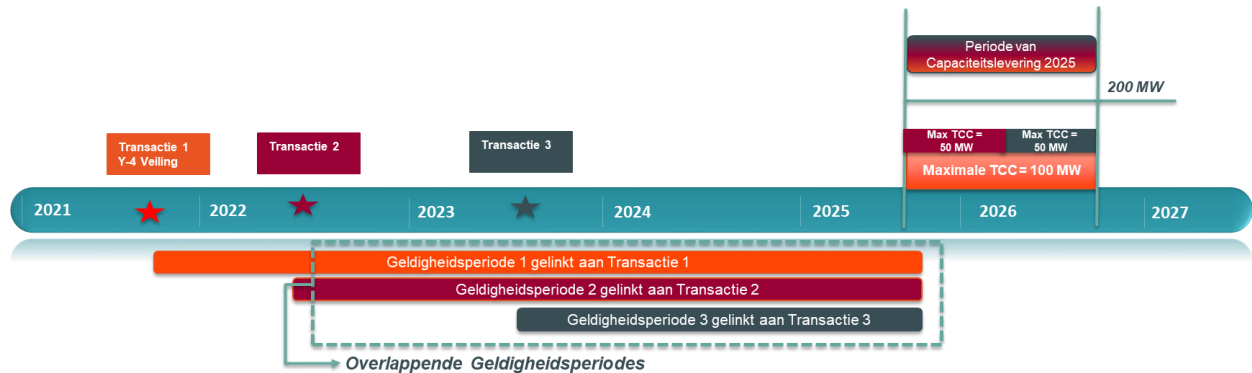 Periode van
Capaciteitslevering 2025
200 MW
Transactie 1
Y-4 Veiling
Transactie 2
Transactie 3
Max TCC =
50 MW
Max TCC =
50 MW
Maximale TCC = 100 MW
2021
2022
2023
2024
2025
2026
2027
Geldigheidsperiode 1 gelinkt aan Transactie 1
Geldigheidsperiode 2 gelinkt aan Transactie 2
Geldigheidsperiode 3 gelinkt aan Transactie 3
Overlappende Geldigheidsperiodes